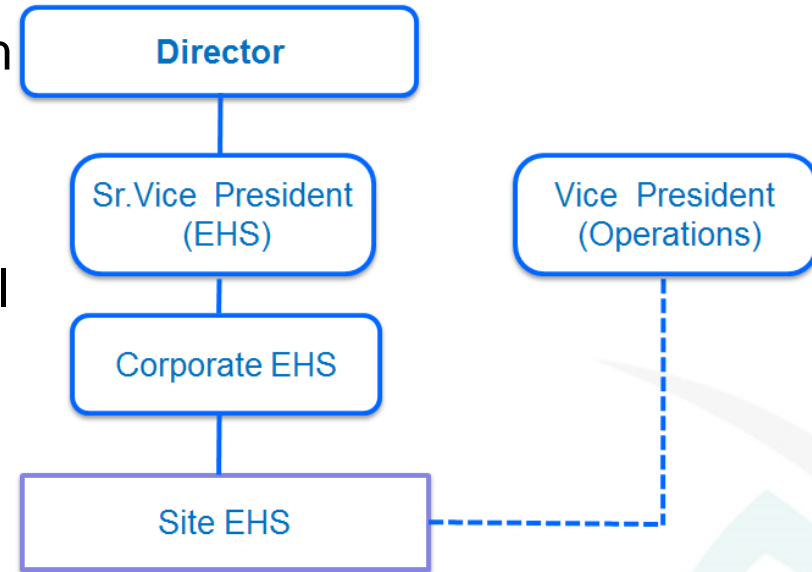 n
Director
Sr.Vice President
(EHS)
Vice President
(Operations)
l
Corporate EHS
Site EHS